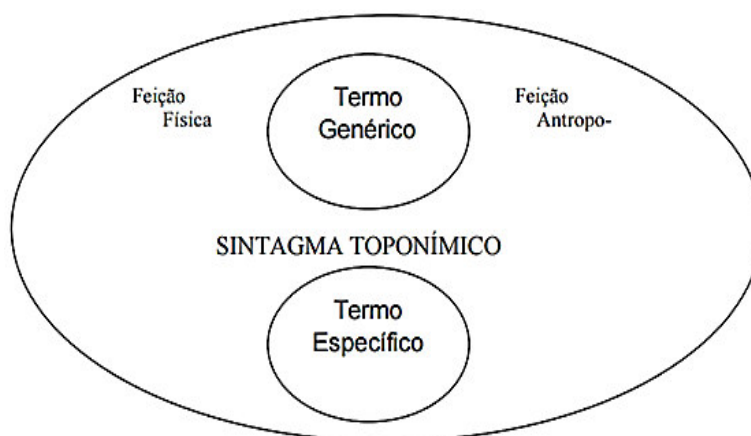 Feição
Física
Termo
Genérico
Feição
Antropo-
SINTAGMA TOPONÍMICO
Termo
Específico